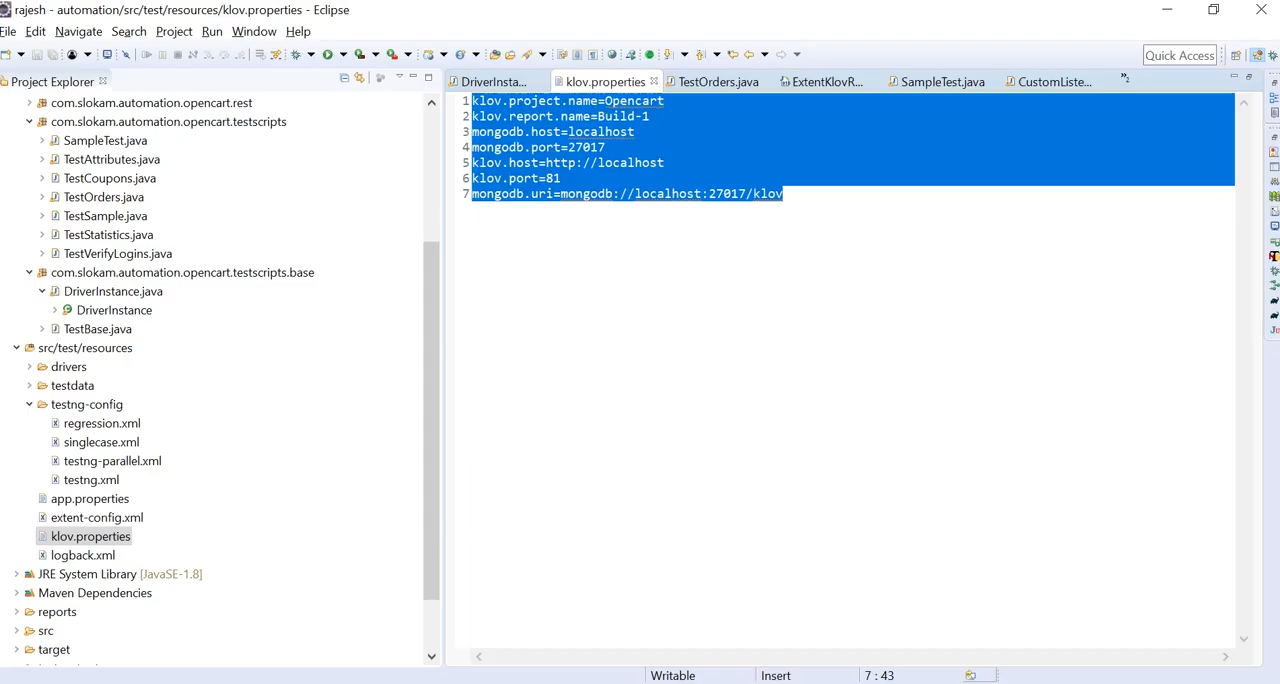 rajesh - automation/src/test/resources/klov.properties - Eclipse
File Edit Navigate Search Project Run Window Help
Quick Access
Project Explorer
DriverInsta... klov.properties TestOrders.java ExtentKlovR... SampleTest.java CustomListe... »2
com.slokam.automation.opencart.rest
com.slokam.automation.opencart.testscripts
SampleTest.java
TestAttributes.java
TestCoupons.java
TestOrders.java
TestSample.java
TestStatistics.java
TestVerifyLogins.java
com.slokam.automation.opencart.testscripts.base
DriverInstance.java
DriverInstance
TestBase.java
src/test/resources
drivers
testdata
testng-config
regression.xml
singlecase.xml
testng-parallel.xml
testng.xml
app.properties
extent-config.xml
klov.properties
logback.xml
JRE System Library [JavaSE-1.8]
Maven Dependencies
reports
src
target
1 klov.project.name=Opencart
2 klov.report.name=Build-1
3 mongodb.host=localhost
4 mongodb.port=27017
5 klov.host=http://localhost
6 klov.port=81
7 mongodb.uri=mongodb://localhost:27017/klov
Writable Insert 7 : 43